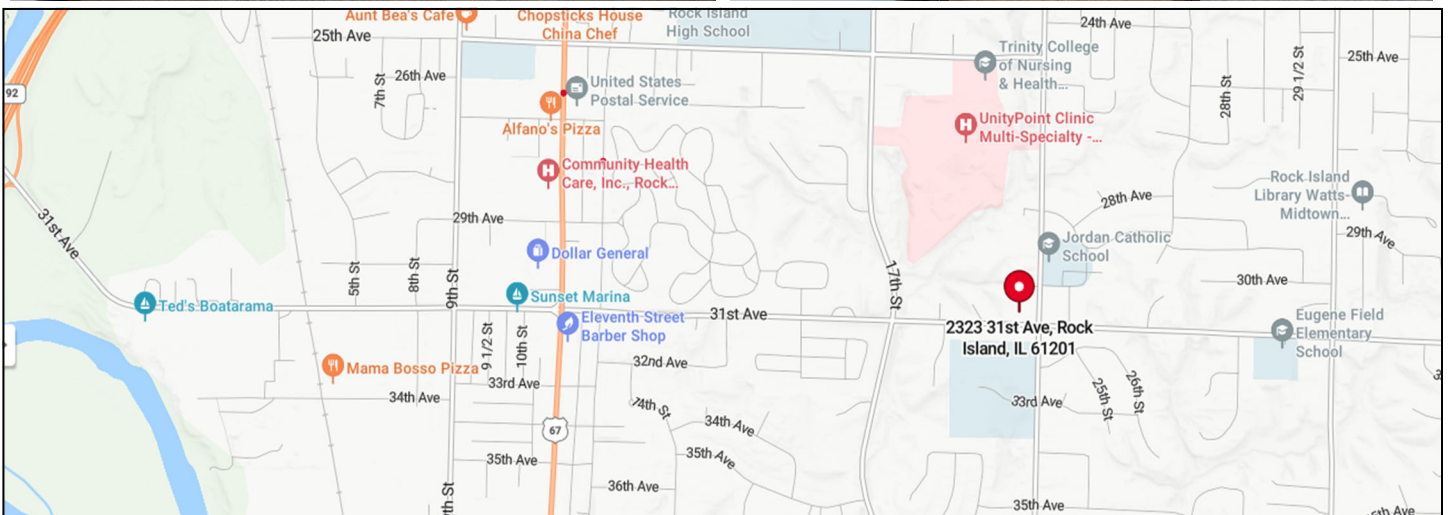 Aunt Bea's Cafe
Chopsticks House
China Chef
Rock Island
High School
24th Ave
25th Ave
Trinity College
of Nursing
& Health...
29 1/2 St
25th Ave
92
7th St
26th Ave
United States
Postal Service
28th St
Alfano's Pizza
UnityPoint Clinic
Multi-Specialty -...
Community Health
Care, Inc., Rock...
Rock Island
Library Watts-
Midtown...
28th Ave
31st Ave
29th Ave
29th Ave
Dollar General
Jordan Catholic
School
5th St
8th St
9th St
17th St
30th Ave
Ted's Boatarama
Sunset Marina
31st Ave
Eleventh Street
Barber Shop
2323 31st Ave, Rock
Island, IL 61201
Eugene Field
Elementary
School
9 1/2 St
10th St
32nd Ave
Mama Bosso Pizza
33rd Ave
34th Ave
14th St
33rd Ave
25th St
26th St
34th Ave
67
35th Ave
35th Ave
36th Ave
35th Ave